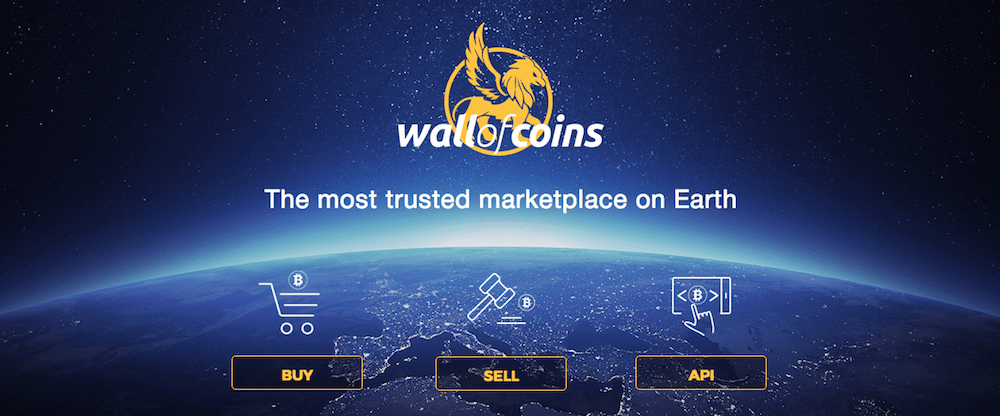 wallofcoins
The most trusted marketplace on Earth
BUY
SELL
API